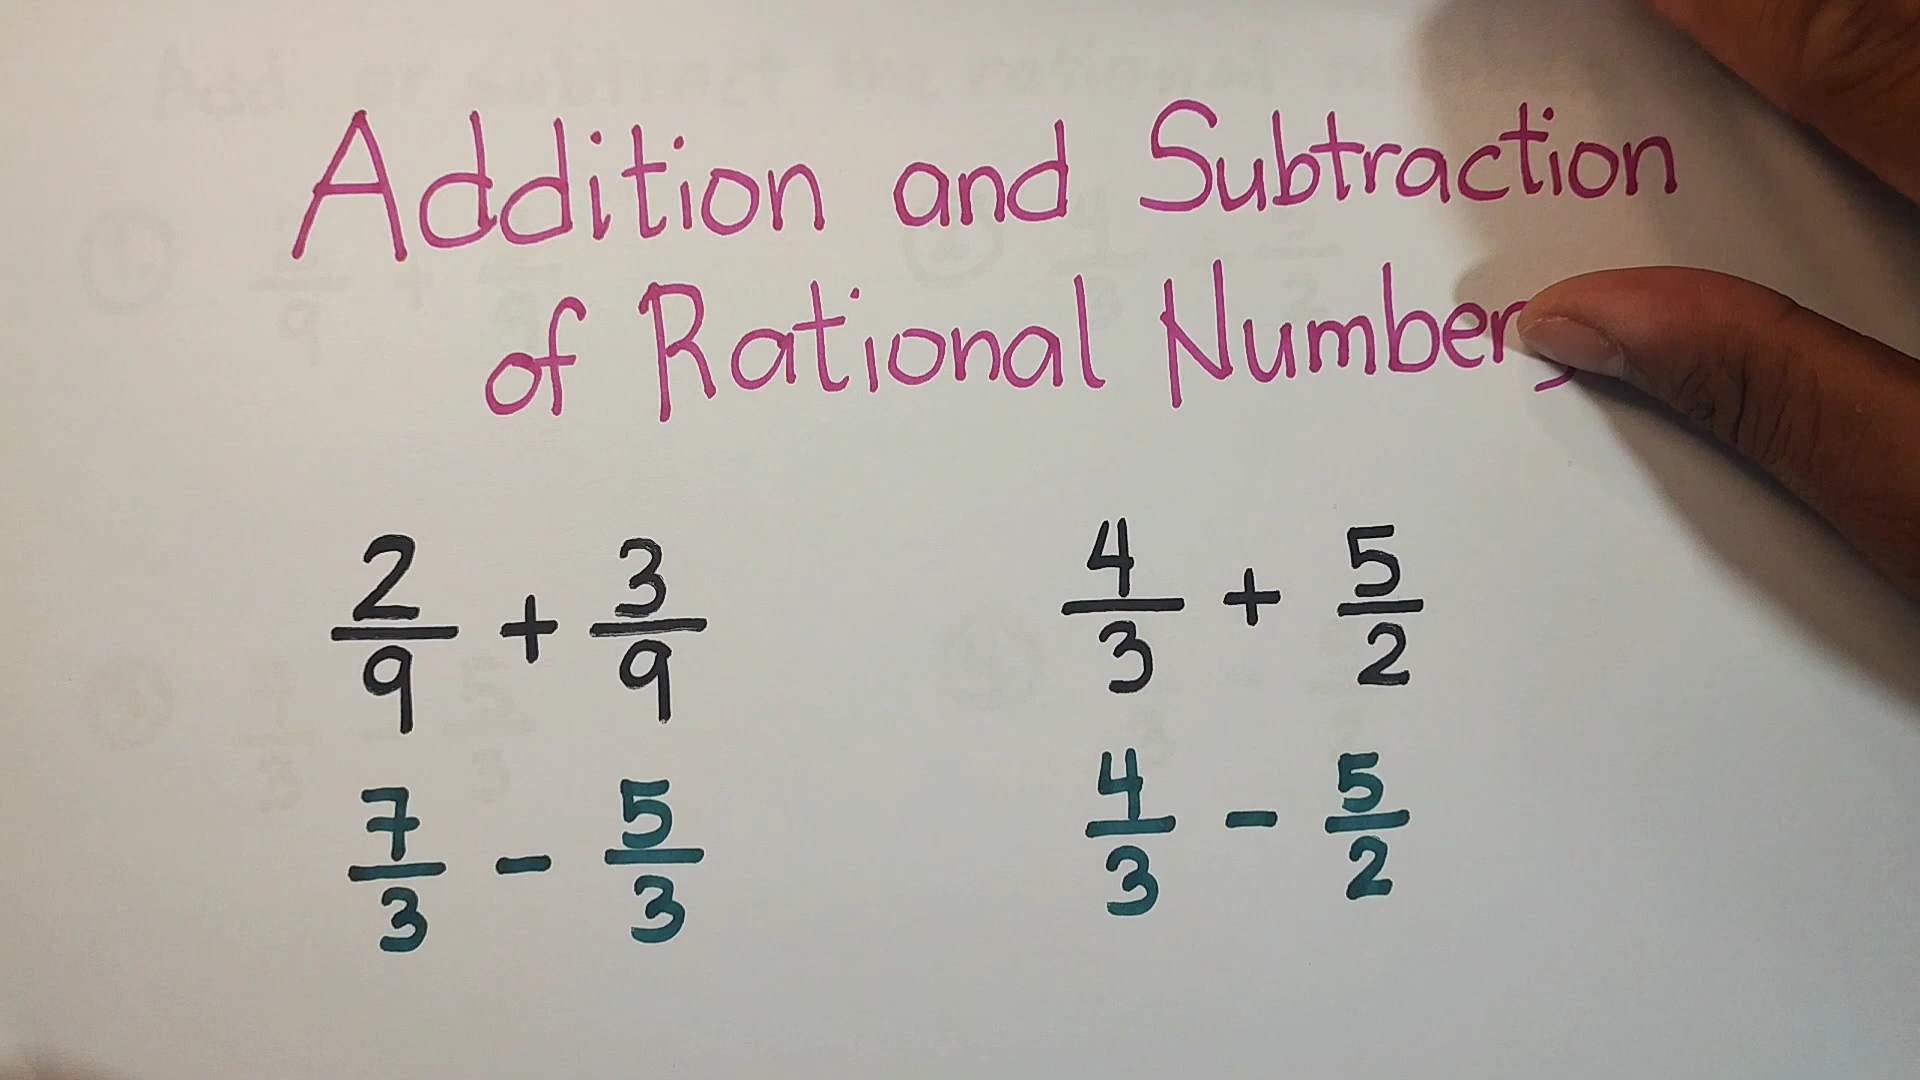 Addition and Subtraction
of Rational Numbers
2/9 + 3/9
4/3 + 5/2
7/3 - 5/3
4/3 - 5/2